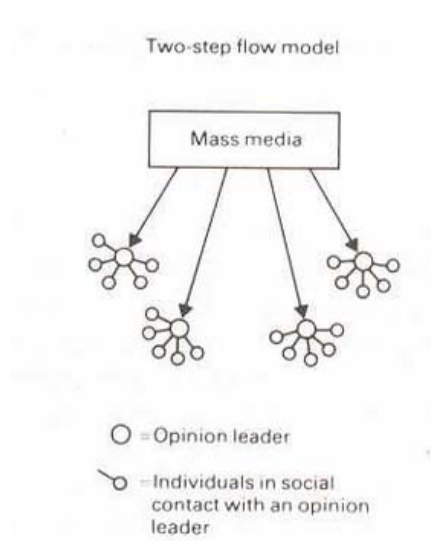 Two-step flow model
Mass media
= Opinion leader
= Individuals in social
contact with an opinion
leader